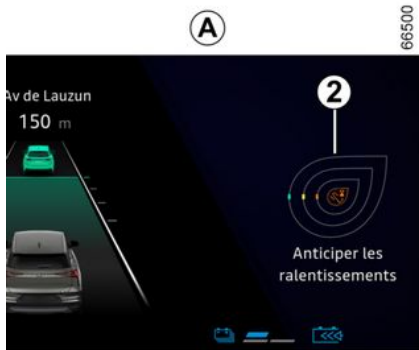 A
66500
Av de Lauzun
150 m
2
Anticiper les
ralentissements